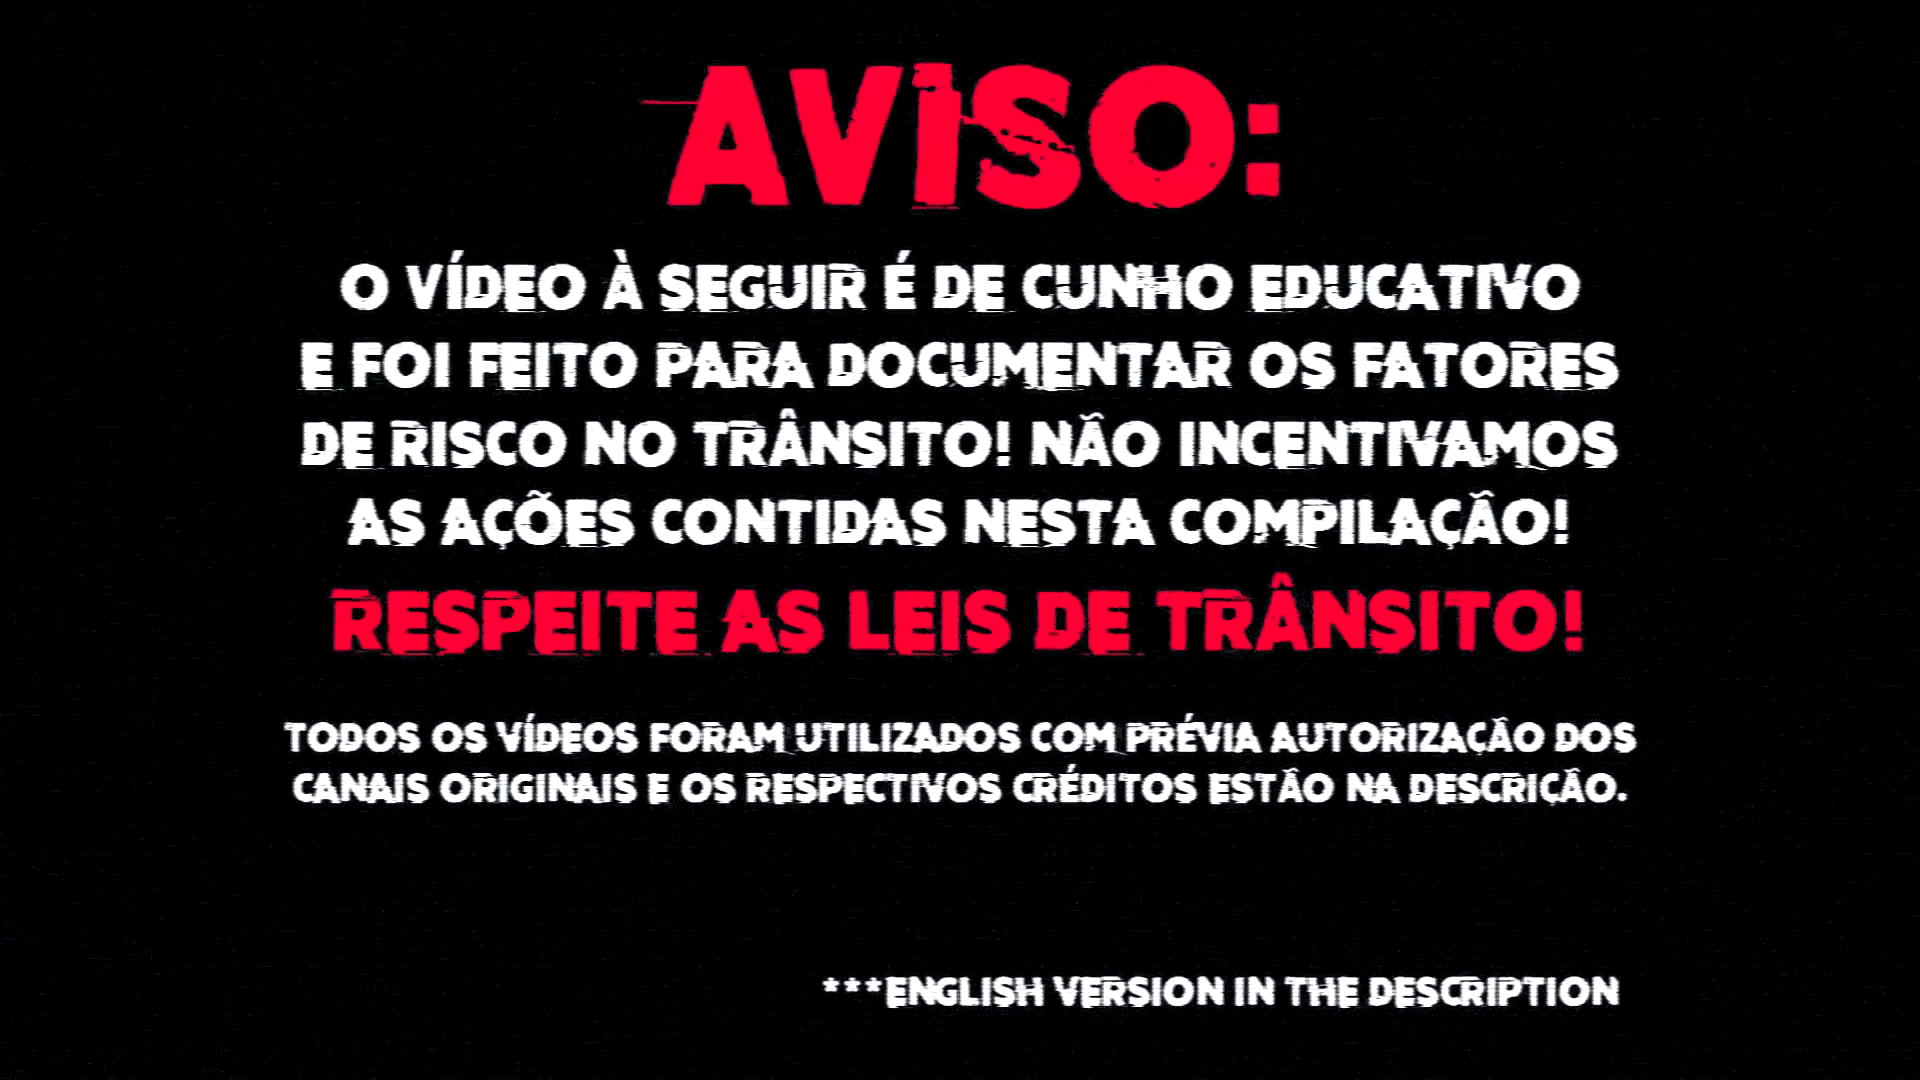 AVISO:
O VÍDEO À SEGUIR É DE CUNHO EDUCATIVO
E FOI FEITO PARA DOCUMENTAR OS FATORES
DE RISCO NO TRÂNSITO! NÃO INCENTIVAMOS
AS AÇÕES CONTIDAS NESTA COMPILAÇÃO!
RESPEITE AS LEIS DE TRÂNSITO!
TODOS OS VÍDEOS FORAM UTILIZADOS COM PRÉVIA AUTORIZAÇÃO DOS
CANAIS ORIGINAIS E OS RESPECTIVOS CRÉDITOS ESTÃO NA DESCRIÇÃO.
***ENGLISH VERSION IN THE DESCRIPTION